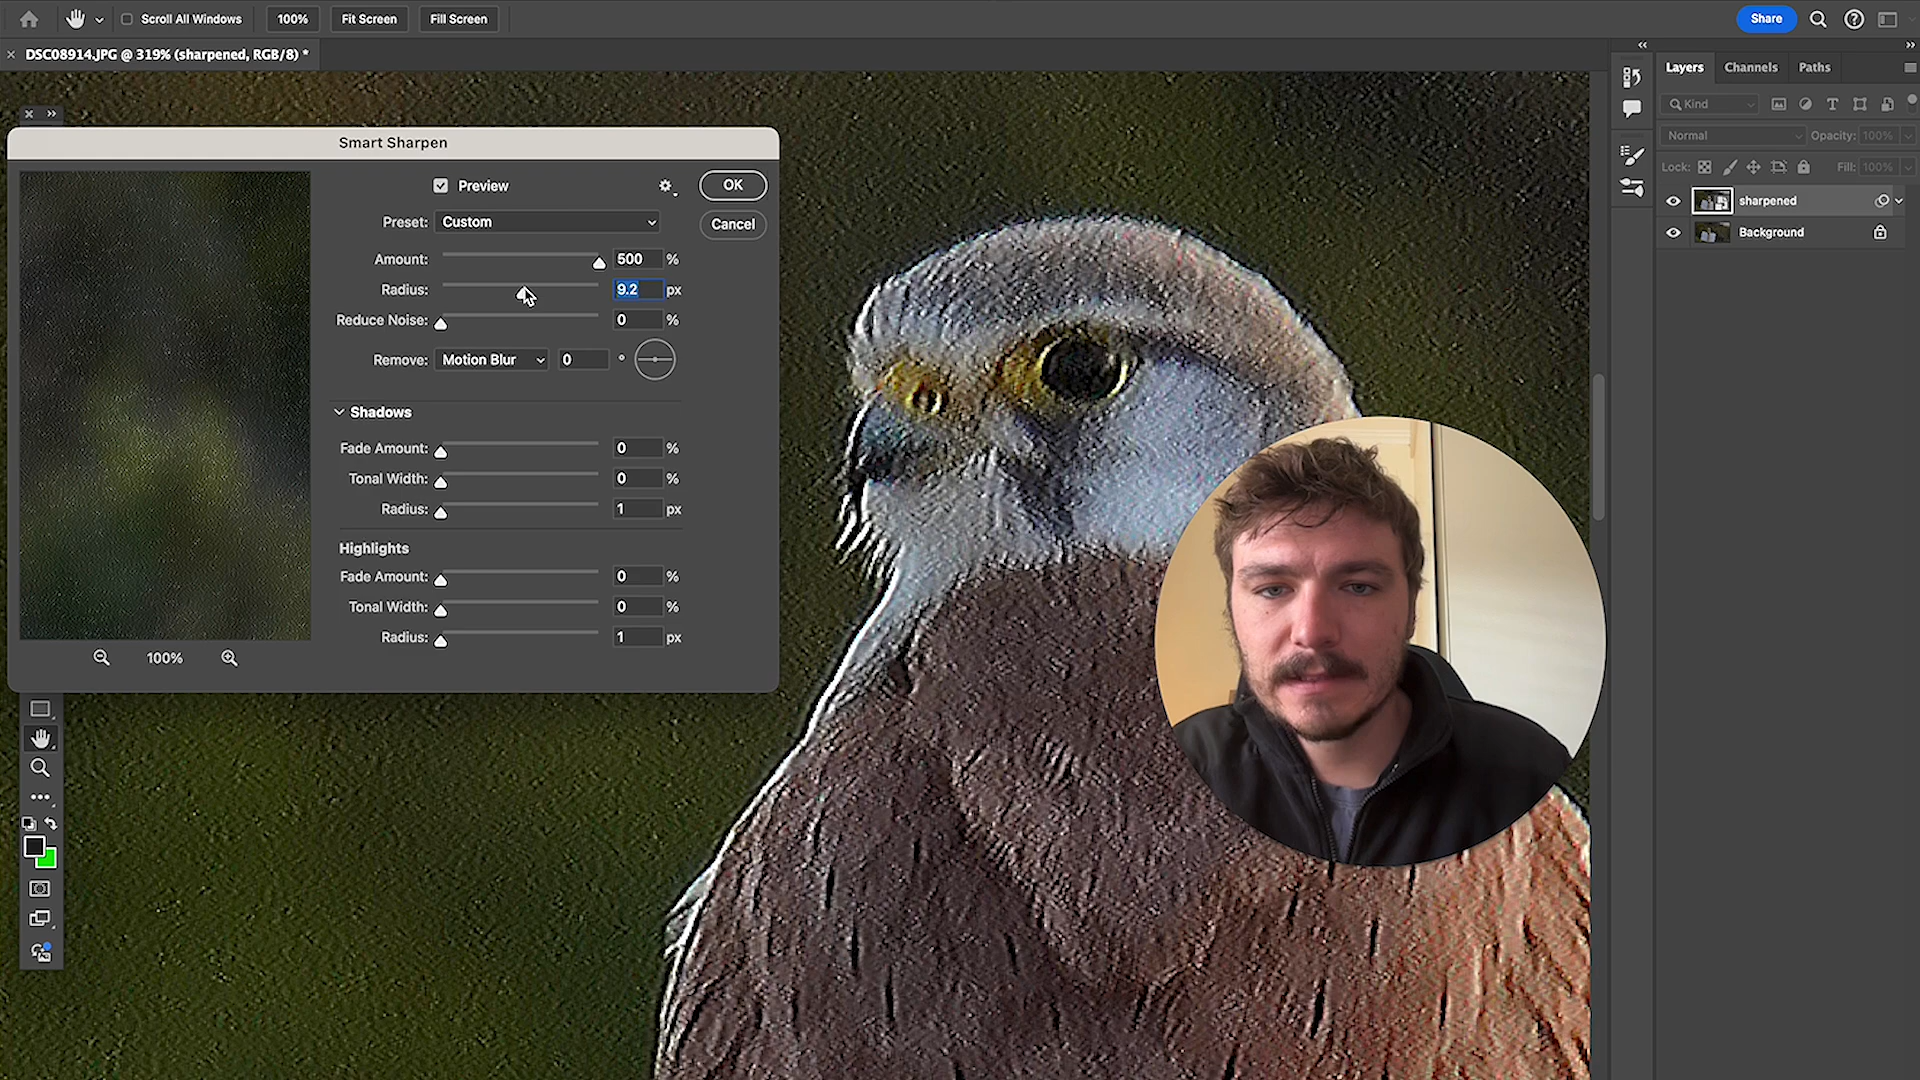 Scroll All Windows 100% Fit Screen Fill Screen Share
DSC08914.JPG @ 319% (sharpened, RGB/8) *
Layers Channels Paths
Kind
Normal Opacity: 100%
Lock: Fill: 100%
sharpened
Background
Smart Sharpen
Preview OK
Preset: Custom Cancel
Amount: 500 %
Radius: 9.2 px
Reduce Noise: 0 %
Remove: Motion Blur 0 °
Shadows
Fade Amount: 0 %
Tonal Width: 0 %
Radius: 1 px
Highlights
Fade Amount: 0 %
Tonal Width: 0 %
Radius: 1 px
100%